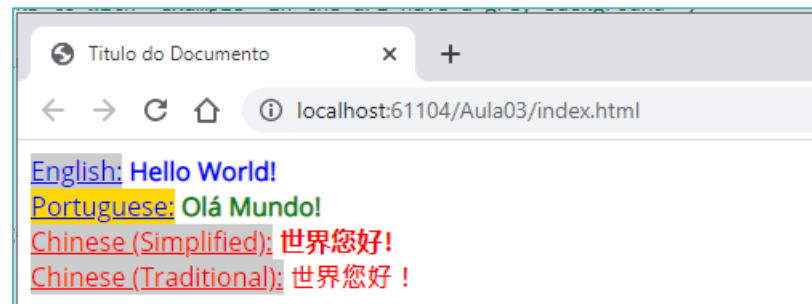 Titulo do Documento
localhost:61104/Aula03/index.html
English: Hello World!
Portuguese: Olá Mundo!
Chinese (Simplified): 世界您好!
Chinese (Traditional): 世界您好！